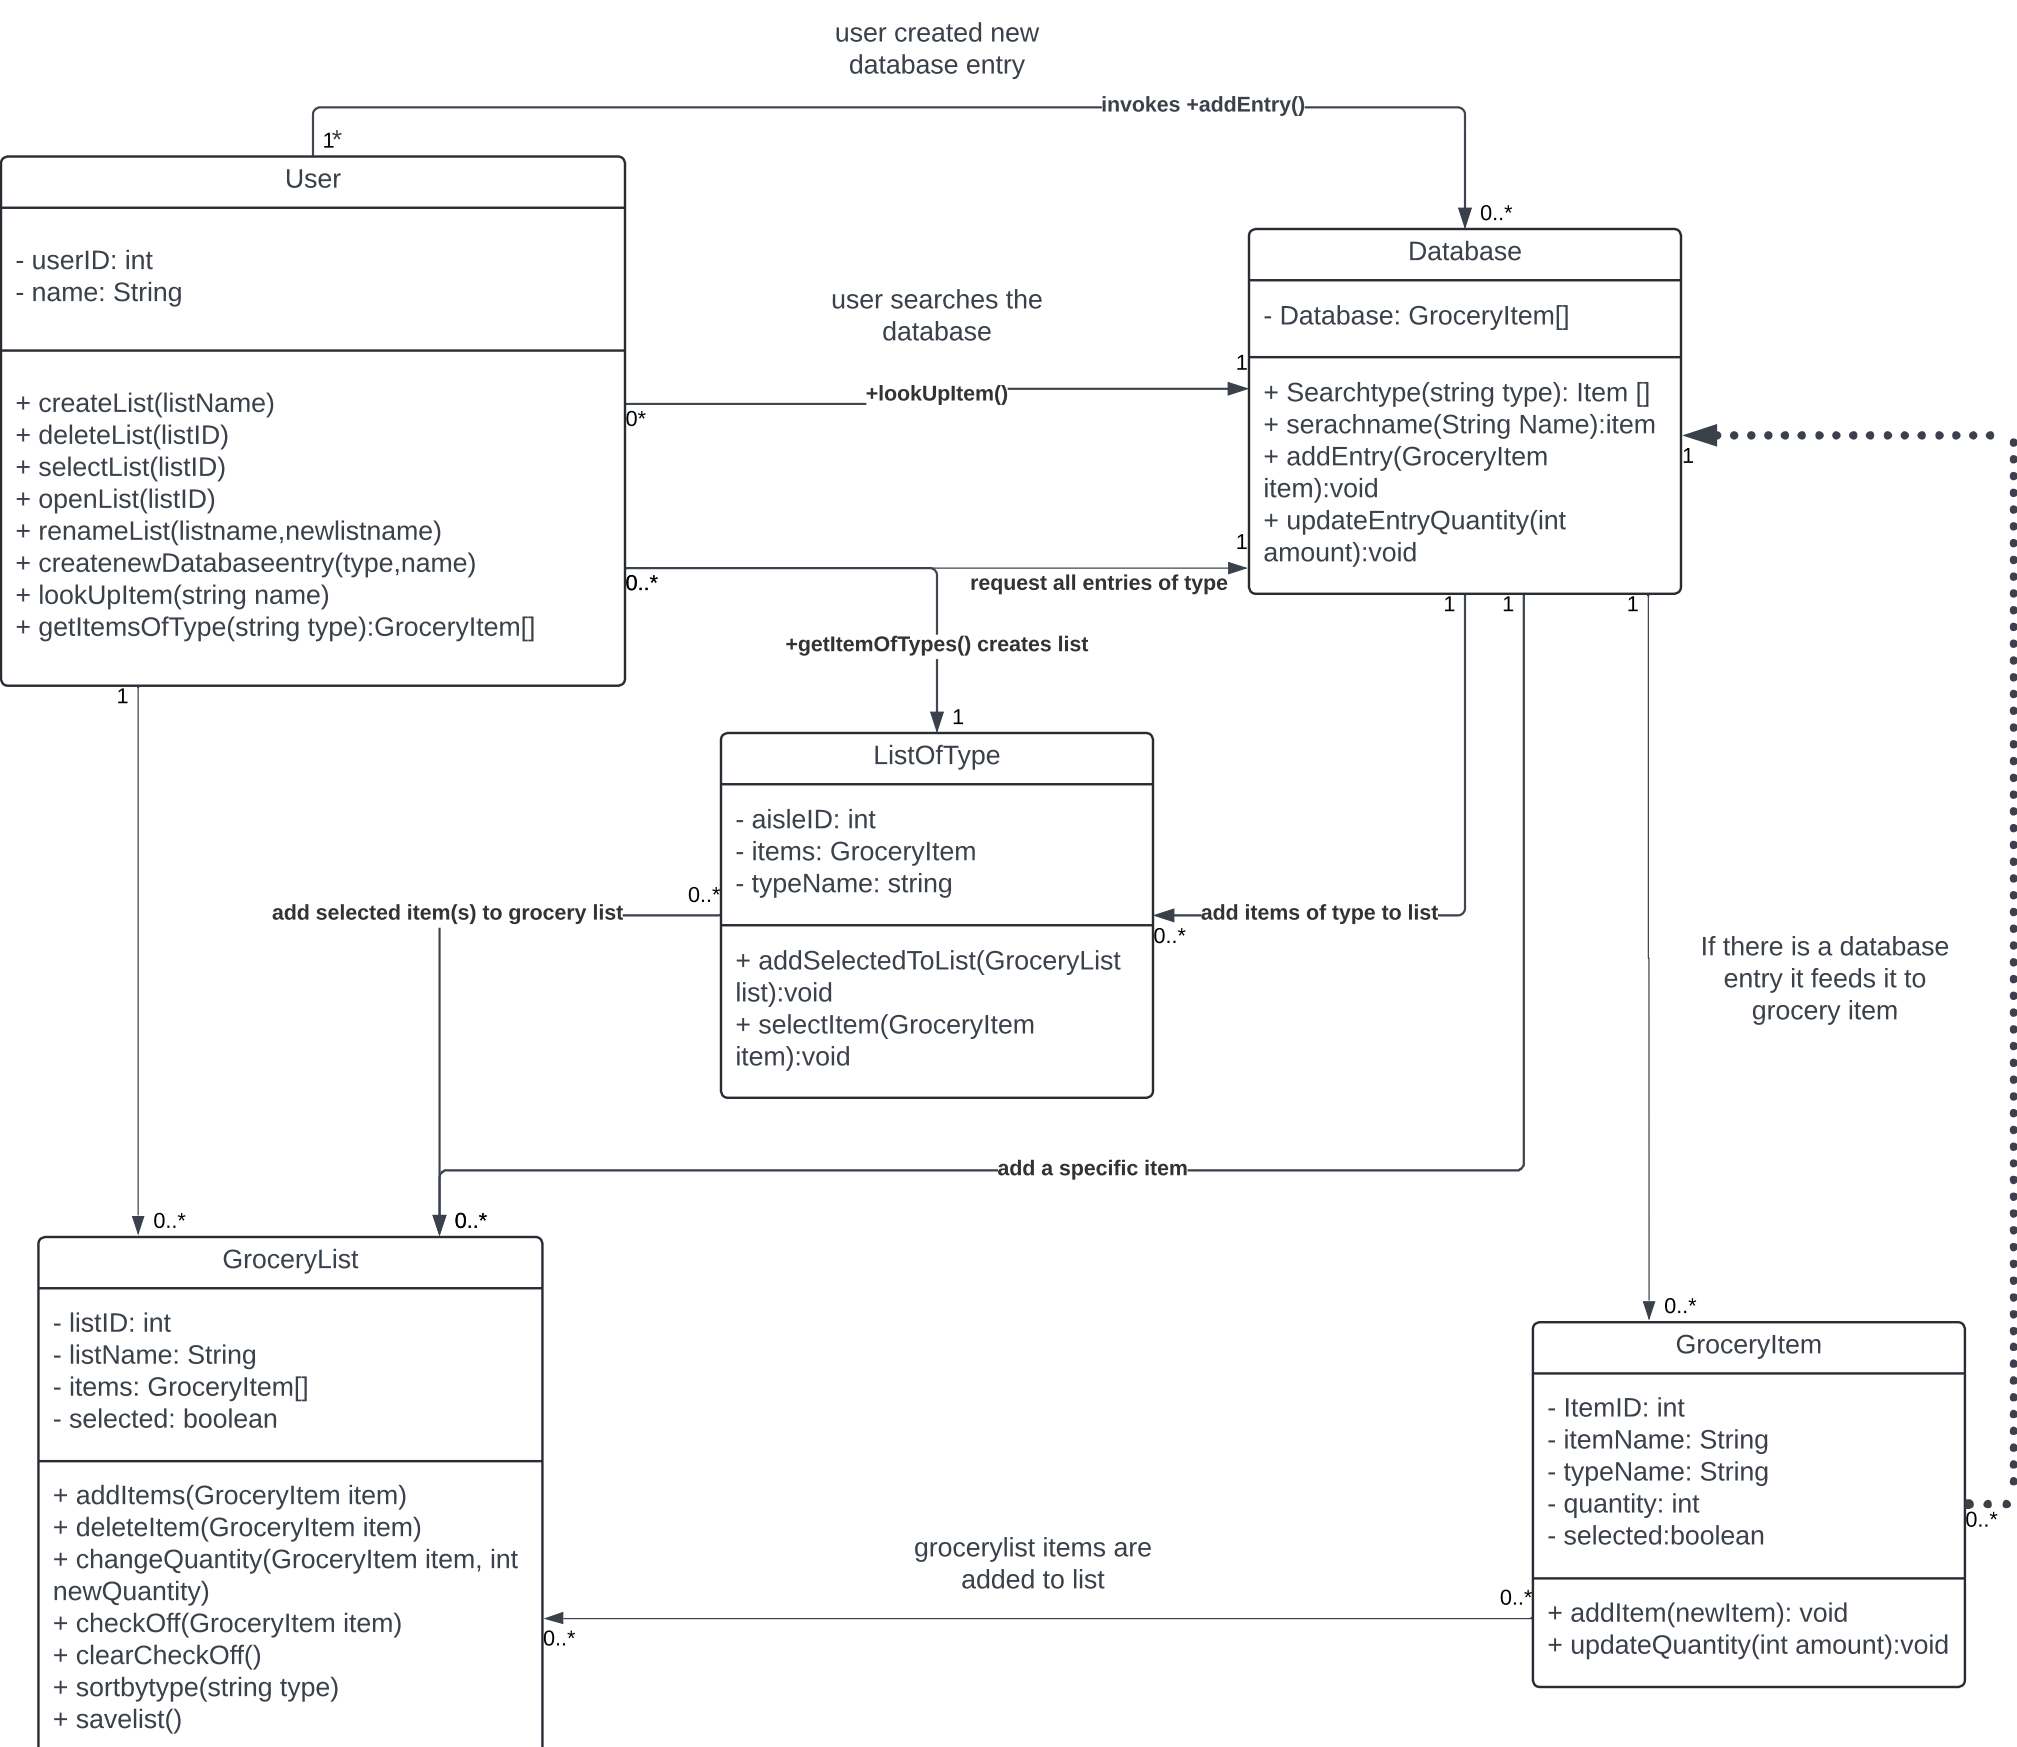 user created new
database entry
invokes +addEntry()
1*
0..*
User
- userID: int
- name: String
+ createList(listName)
+ deleteList(listID)
+ selectList(listID)
+ openList(listID)
+ renameList(listname,newlistname)
+ createnewDatabaseentry(type,name)
+ lookUpItem(string name)
+ getItemsOfType(string type):GroceryItem[]
user searches the
database
+lookUpItem()
0*
1
Database
- Database: GroceryItem[]
+ Searchtype(string type): Item []
+ serachname(String Name):item
+ addEntry(GroceryItem
item):void
+ updateEntryQuantity(int
amount):void
1
1
0..*
request all entries of type
+getItemOfTypes() creates list
1
1
1
1
1
ListOfType
- aisleID: int
- items: GroceryItem
- typeName: string
+ addSelectedToList(GroceryList
list):void
+ selectItem(GroceryItem
item):void
0..*
add selected item(s) to grocery list
add items of type to list
0..*
If there is a database
entry it feeds it to
grocery item
add a specific item
0..*
0..*
0..*
GroceryList
- listID: int
- listName: String
- items: GroceryItem[]
- selected: boolean
+ addItems(GroceryItem item)
+ deleteItem(GroceryItem item)
+ changeQuantity(GroceryItem item, int
newQuantity)
+ checkOff(GroceryItem item)
+ clearCheckOff()
+ sortbytype(string type)
+ savelist()
grocerylist items are
added to list
0..*
0..*
GroceryItem
- ItemID: int
- itemName: String
- typeName: String
- quantity: int
- selected:boolean
+ addItem(newItem): void
+ updateQuantity(int amount):void
0..*